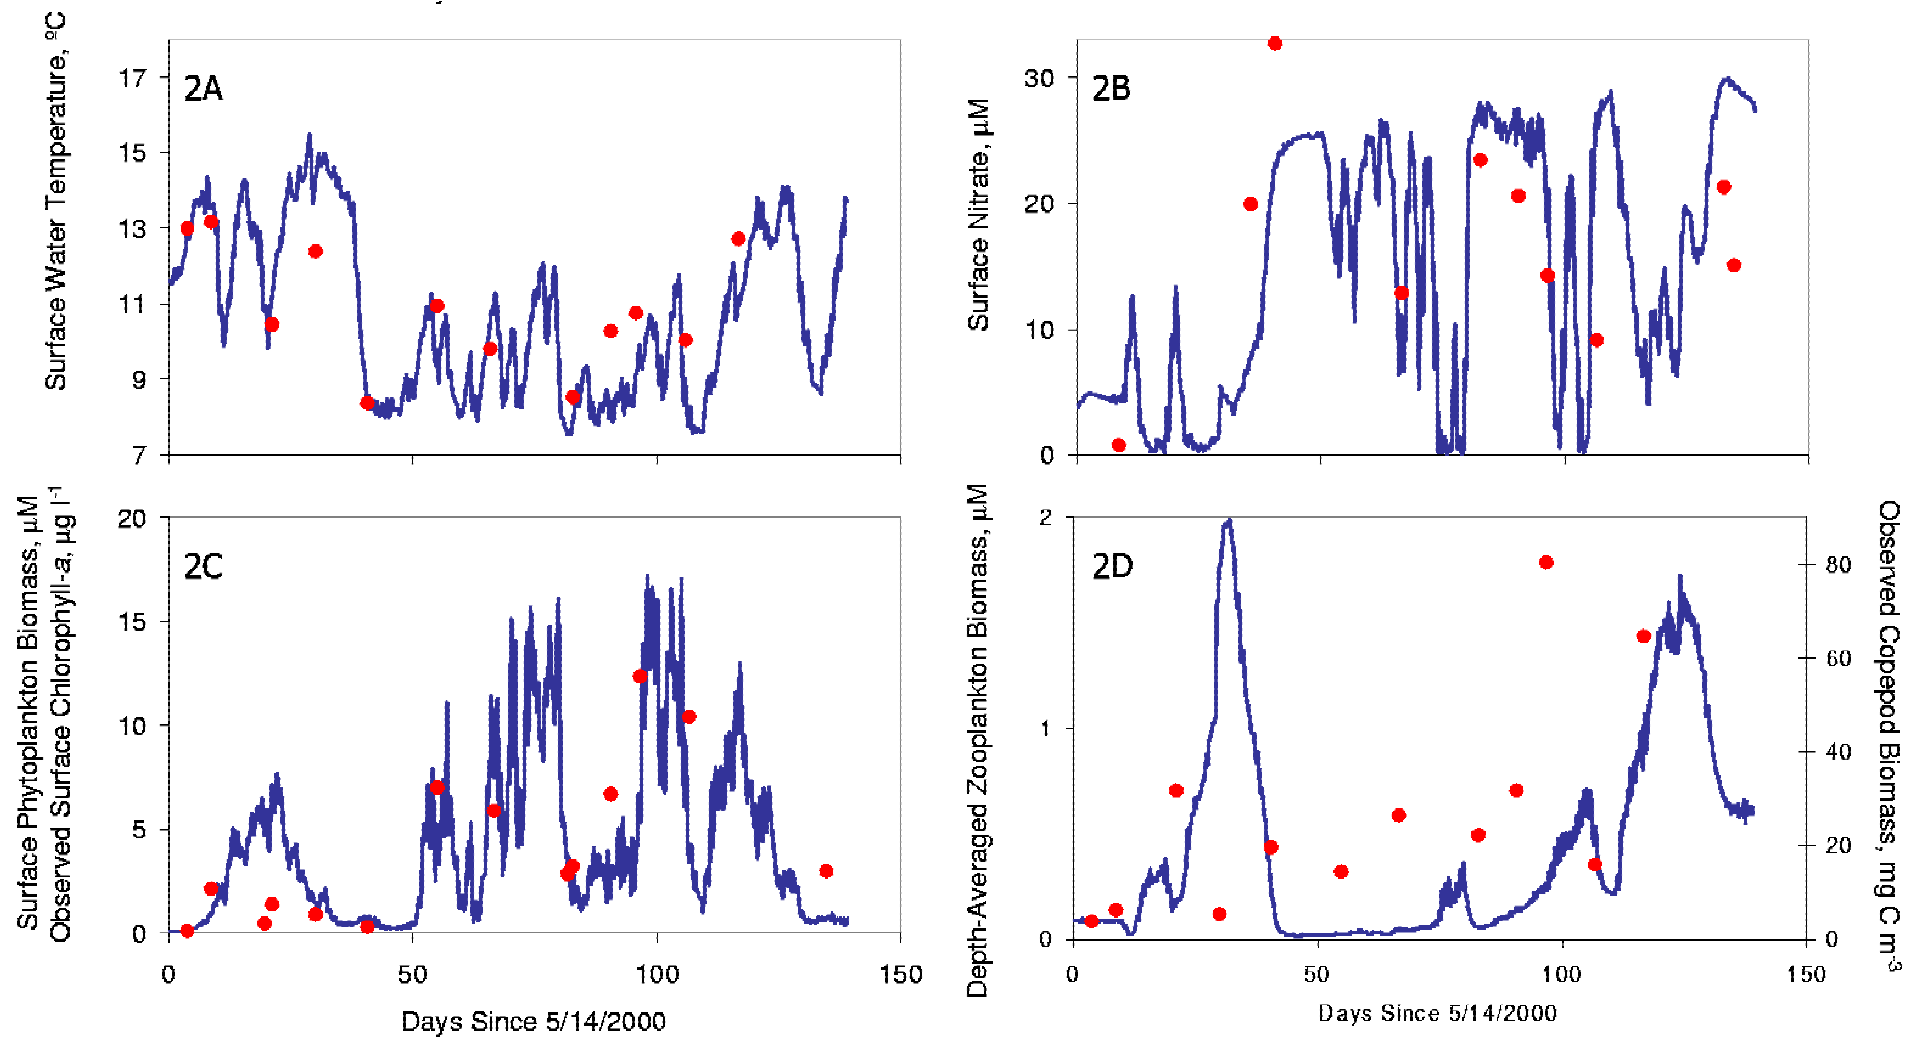 Surface Water Temperature, ºC
17
15
13
11
9
7
2A
Surface Nitrate, µM
30
20
10
0
2B
Surface Phytoplankton Biomass, µM
Observed Surface Chlorophyll-a, µg l-1
20
15
10
5
0
2C
0
50
100
150
Days Since 5/14/2000
Depth-Averaged Zooplankton Biomass, µM
2
1
0
2D
80
60
40
20
0
Observed Copepod Biomass, mg C m-3
0
50
100
150
Days Since 5/14/2000